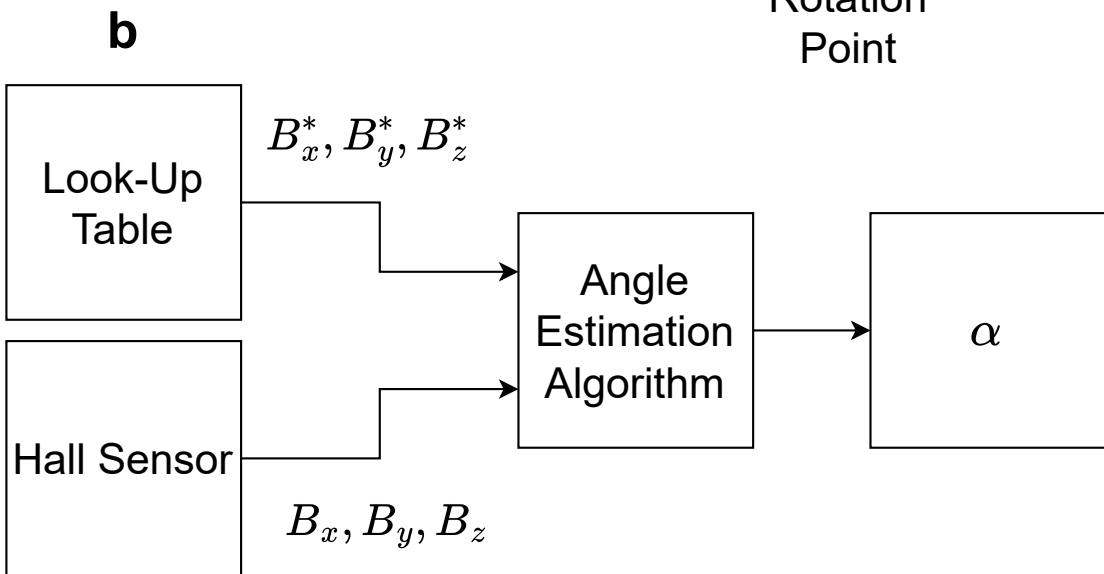 Rotation
Point
b
Look-Up
Table
B*x, B*y, B*z
Angle
Estimation
Algorithm
α
Hall Sensor
Bx, By, Bz